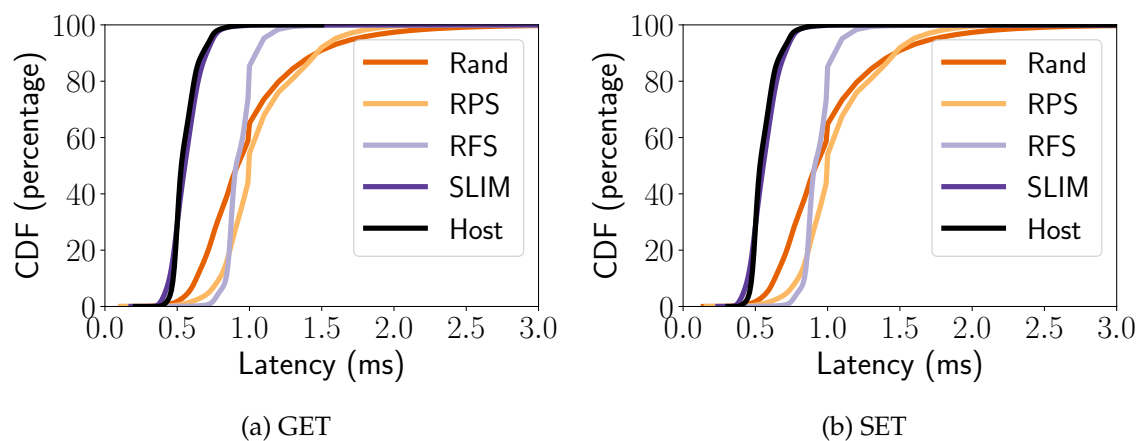 100
80
60
40
20
0
CDF (percentage)
Rand
RPS
RFS
SLIM
Host
0.0 0.5 1.0 1.5 2.0 2.5 3.0
Latency (ms)
(a) GET
100
80
60
40
20
0
CDF (percentage)
Rand
RPS
RFS
SLIM
Host
0.0 0.5 1.0 1.5 2.0 2.5 3.0
Latency (ms)
(b) SET